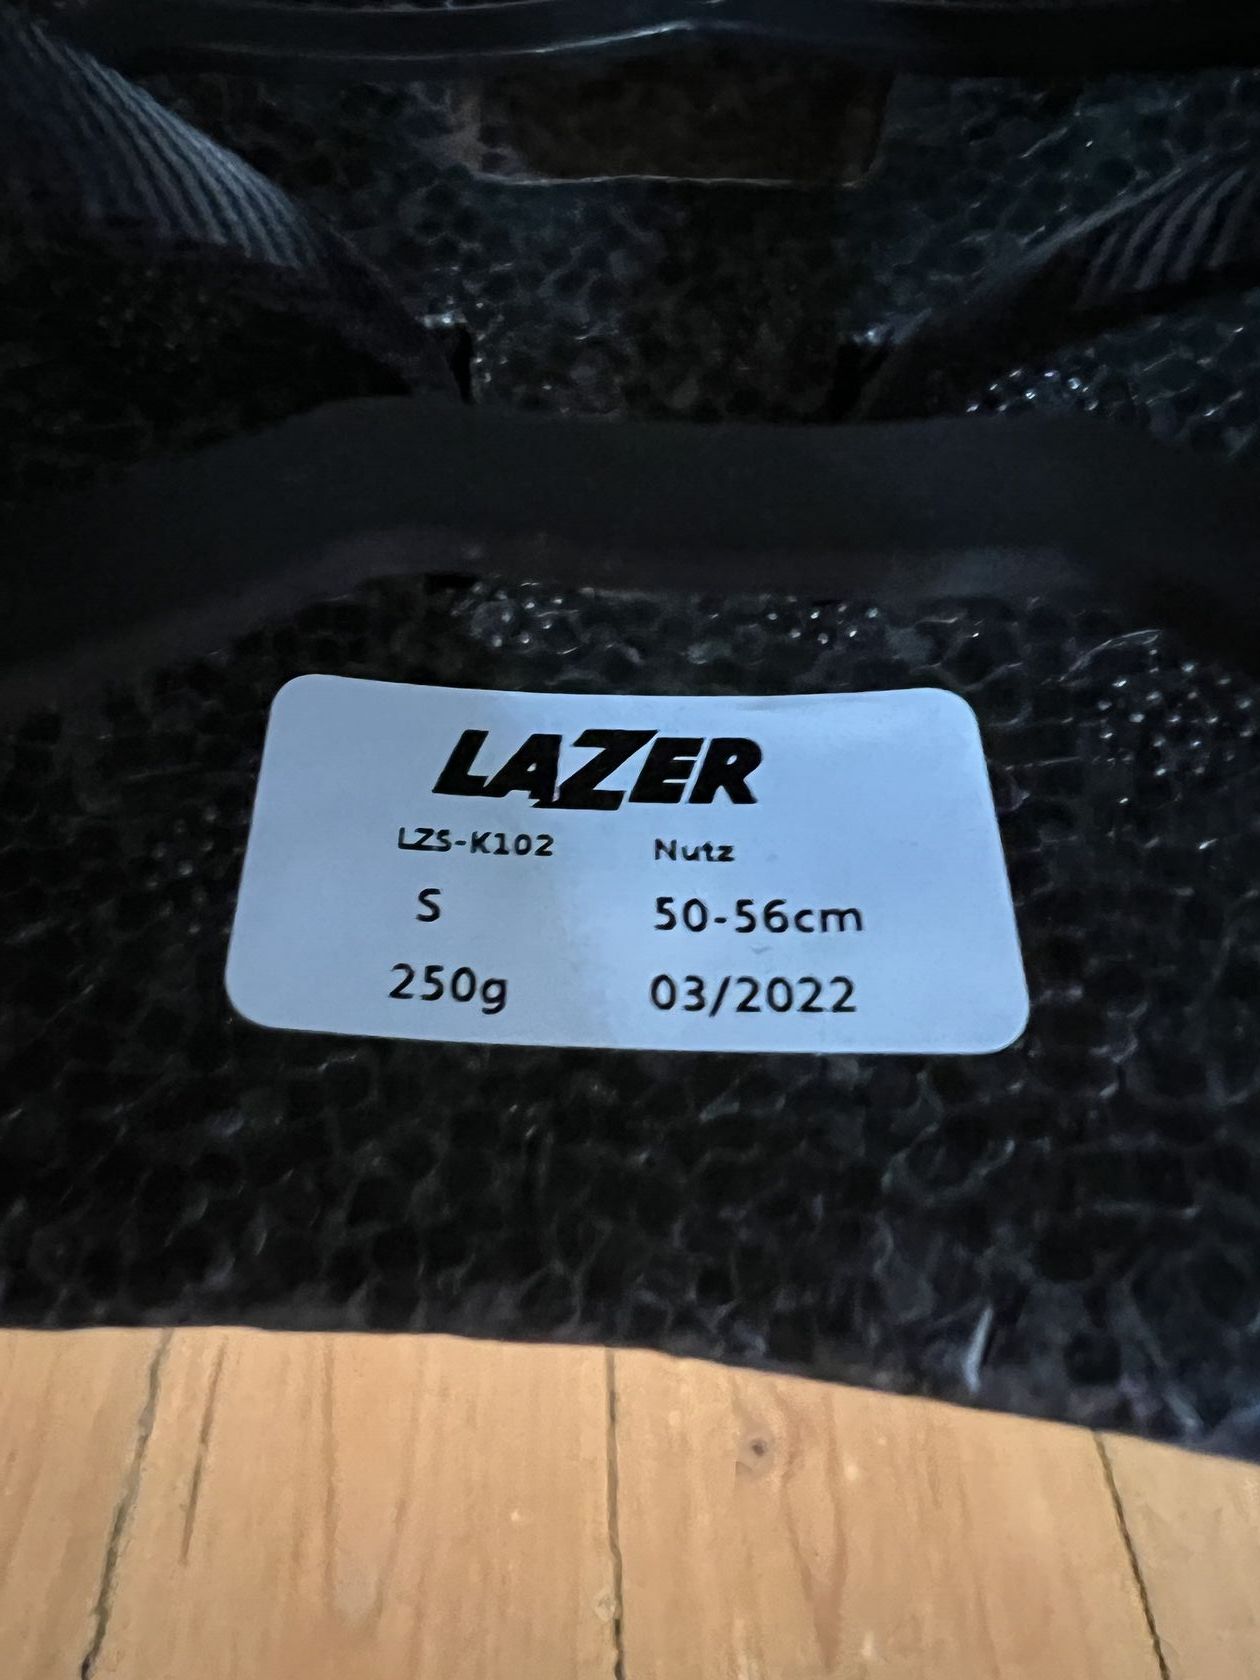 LAZER
LZS-K102 Nutz
S 50-56cm
250g 03/2022